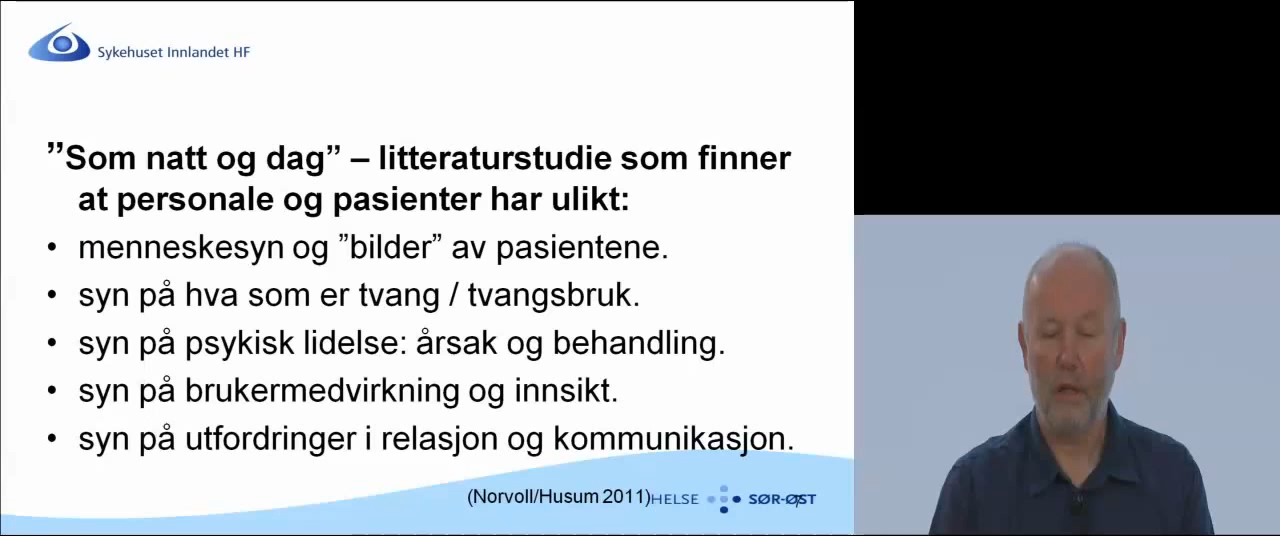 Sykehuset Innlandet HF
”Som natt og dag” – litteraturstudie som finner
at personale og pasienter har ulikt:
• menneskesyn og ”bilder” av pasientene.
• syn på hva som er tvang / tvangsbruk.
• syn på psykisk lidelse: årsak og behandling.
• syn på brukermedvirkning og innsikt.
• syn på utfordringer i relasjon og kommunikasjon.
(Norvoll/Husum 2011) HELSE SØR-ØST
7